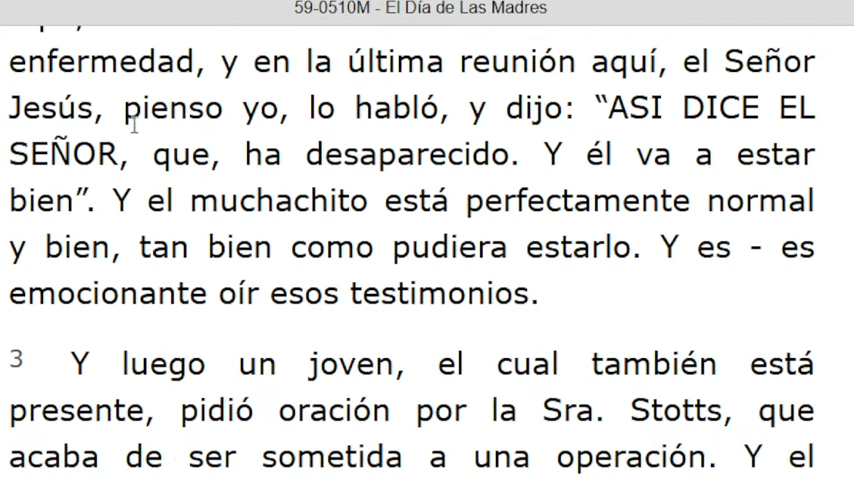 59-0510M - El Día de Las Madres
enfermedad, y en la última reunión aquí, el Señor
Jesús, pienso yo, lo habló, y dijo: “ASI DICE EL
SEÑOR, que, ha desaparecido. Y él va a estar
bien”. Y el muchachito está perfectamente normal
y bien, tan bien como pudiera estarlo. Y es - es
emocionante oír esos testimonios.
3 Y luego un joven, el cual también está
presente, pidió oración por la Sra. Stotts, que
acaba de ser sometida a una operación. Y el